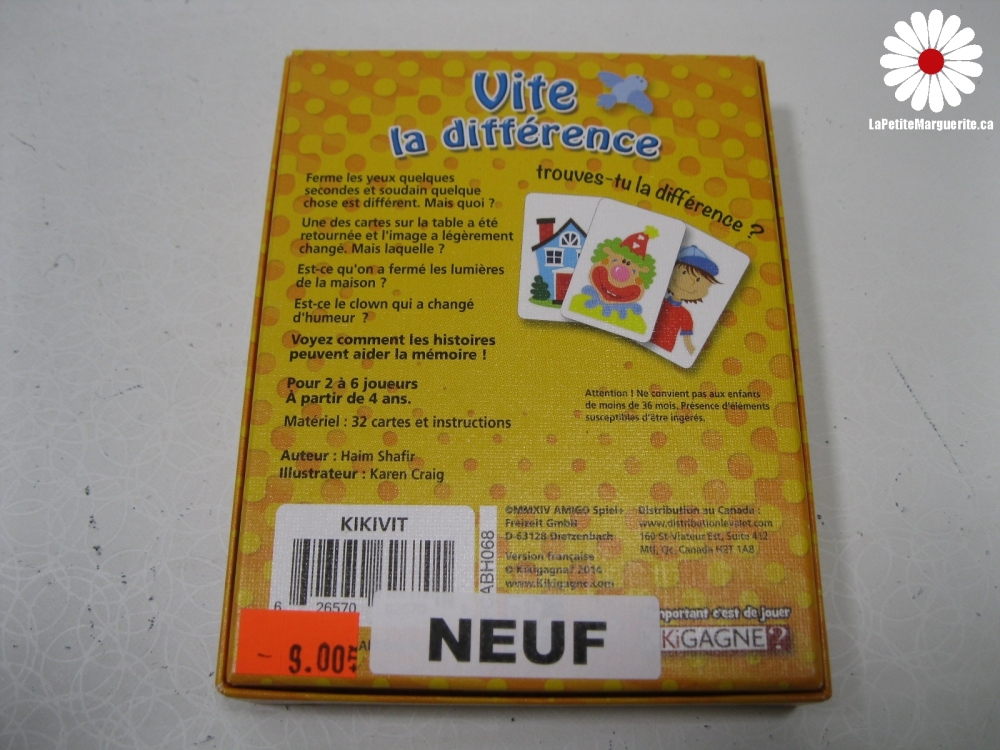 LaPetiteMarguerite.ca
Vite
la différence
trouves-tu la différence ?
Ferme les yeux quelques
secondes et soudain quelque
chose est différent. Mais quoi ?
Une des cartes sur la table a été
retournée et l'image a légèrement
changé. Mais laquelle ?
Est-ce qu'on a fermé les lumières
de la maison ?
Est-ce le clown qui a changé
d'humeur ?
Voyez comment les histoires
peuvent aider la mémoire !
Pour 2 à 6 joueurs
À partir de 4 ans.
Matériel : 32 cartes et instructions
Attention ! Ne convient pas aux enfants
de moins de 36 mois. Présence d'éléments
susceptibles d'être ingérés.
Auteur : Haim Shafir
Illustrateur : Karen Craig
KIKIVIT
6 26570
ABH068
©MMXIV AMIGO Spiel+
Freizeit GmbH
D-63128 Dietzenbach
Version française
© Kikigagne? 2014
www.kikigagne.com
Distribution au Canada :
www.distributionlevalet.com
160 St-Viateur Est, Suite 412
Mtl, Qc, Canada H2T 1A8
mportant c'est de jouer
KiGAGNE?
- 9.00$
NEUF